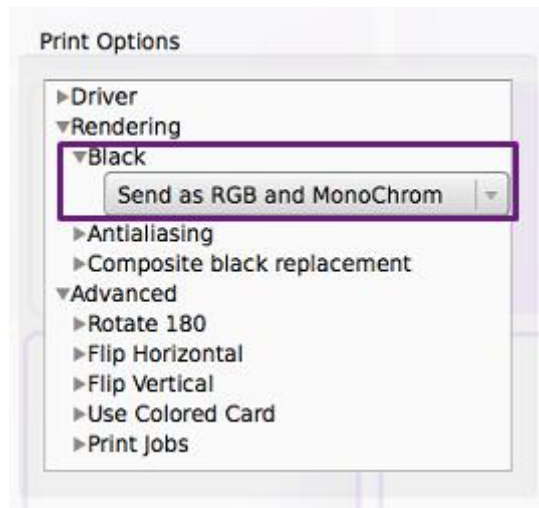 Print Options
Driver
Rendering
Black
Send as RGB and MonoChrom
Antialiasing
Composite black replacement
Advanced
Rotate 180
Flip Horizontal
Flip Vertical
Use Colored Card
Print Jobs